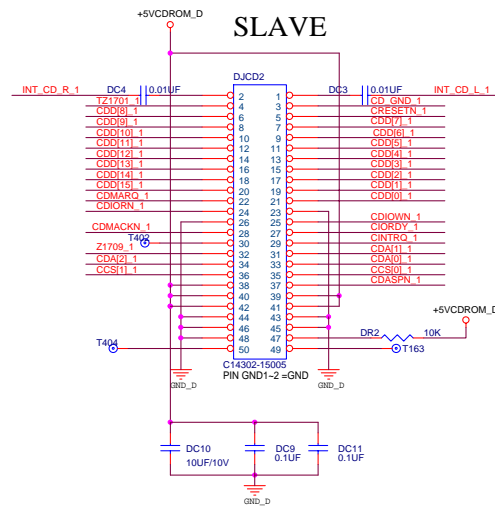 +5VCDROM_D
SLAVE
DJCD2
INT_CD_R_1
DC4
0.01UF
DC3
0.01UF
INT_CD_L_1
2
1
TZ1701_1
4
3
CD_GND_1
CDD[8]_1
6
5
CRESETN_1
CDD[9]_1
8
7
CDD[7]_1
CDD[10]_1
10
9
CDD[6]_1
CDD[11]_1
12
11
CDD[5]_1
CDD[12]_1
14
13
CDD[4]_1
CDD[13]_1
16
15
CDD[3]_1
CDD[14]_1
18
17
CDD[2]_1
CDD[15]_1
20
19
CDD[1]_1
CDMARQ_1
22
21
CDD[0]_1
CDIORN_1
24
23
26
25
CDIOWN_1
CDMACKN_1
28
27
CIORDY_1
T402
30
29
CINTRQ_1
Z1709_1
32
31
CDA[1]_1
CDA[2]_1
34
33
CDA[0]_1
CCS[1]_1
36
35
CCS[0]_1
38
37
CDASPN_1
40
39
42
41
+5VCDROM_D
44
43
46
45
48
47
DR2
10K
T404
50
49
T163
C14302-15005
PIN GND1~2 =GND
GND_D
GND_D
DC10
10UF/10V
DC9
0.1UF
DC11
0.1UF
GND_D